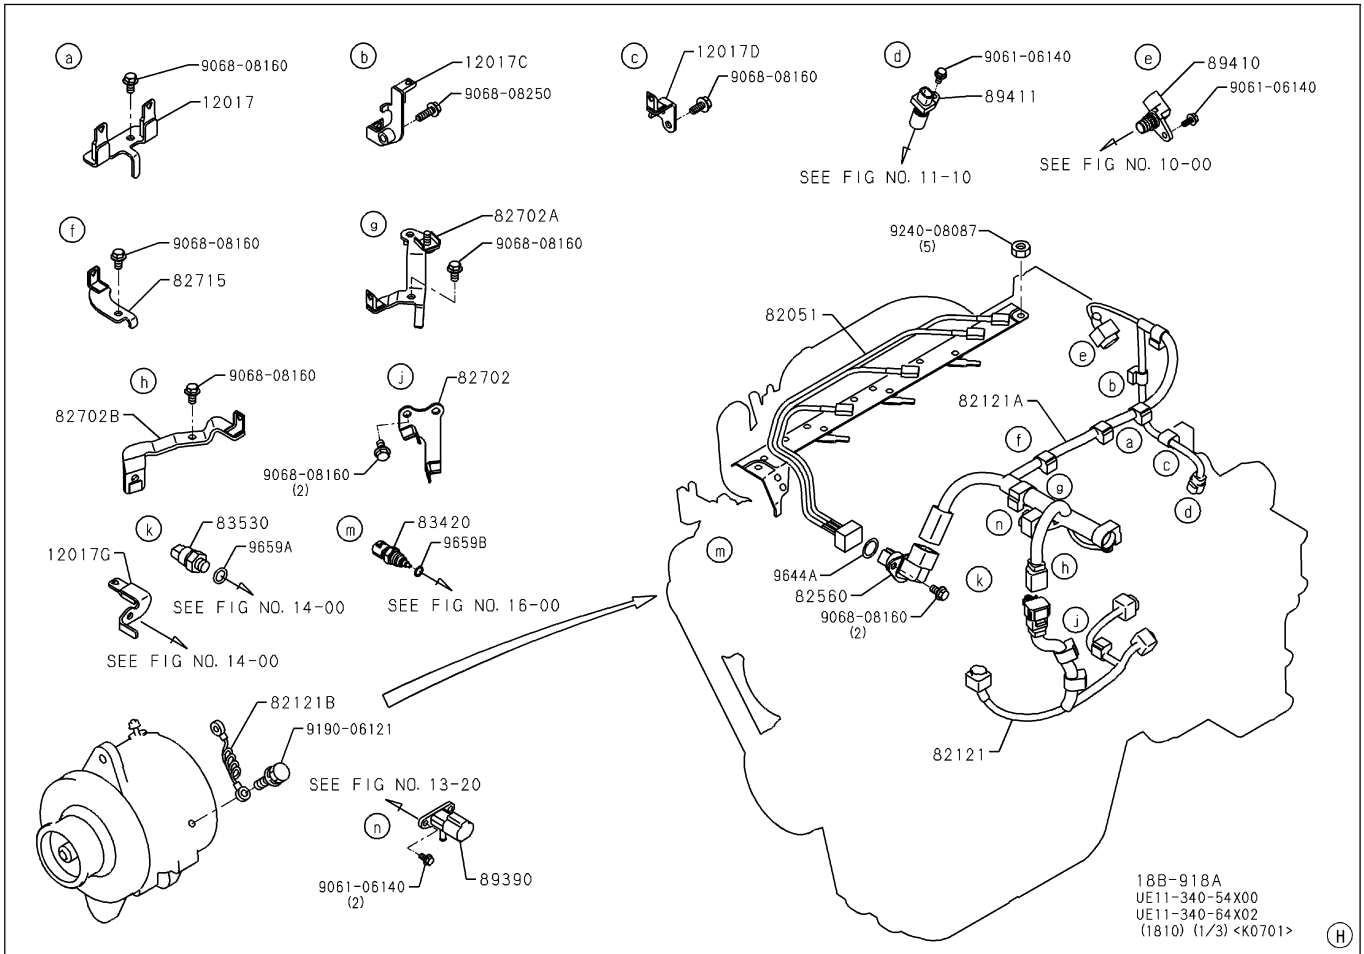 a
9068-08160
12017
b
12017C
9068-08250
c
12017D
9068-08160
d
9061-06140
89411
SEE FIG NO. 11-10
e
89410
9061-06140
SEE FIG NO. 10-00
f
9068-08160
82715
g
82702A
9068-08160
9240-08087
(5)
82051
e
b
82121A
f
a
c
g
d
n
h
82702B
9068-08160
h
j
82702
9068-08160
(2)
k
83530
9659A
12017G
SEE FIG NO. 14-00
SEE FIG NO. 14-00
m
83420
9659B
SEE FIG NO. 16-00
m
9644A
82560
9068-08160
(2)
k
j
82121
82121B
9190-06121
SEE FIG NO. 13-20
n
9061-06140
(2)
89390
18B-918A
UE11-340-54X00
UE11-340-64X02
(1810) (1/3) <K0701>
H